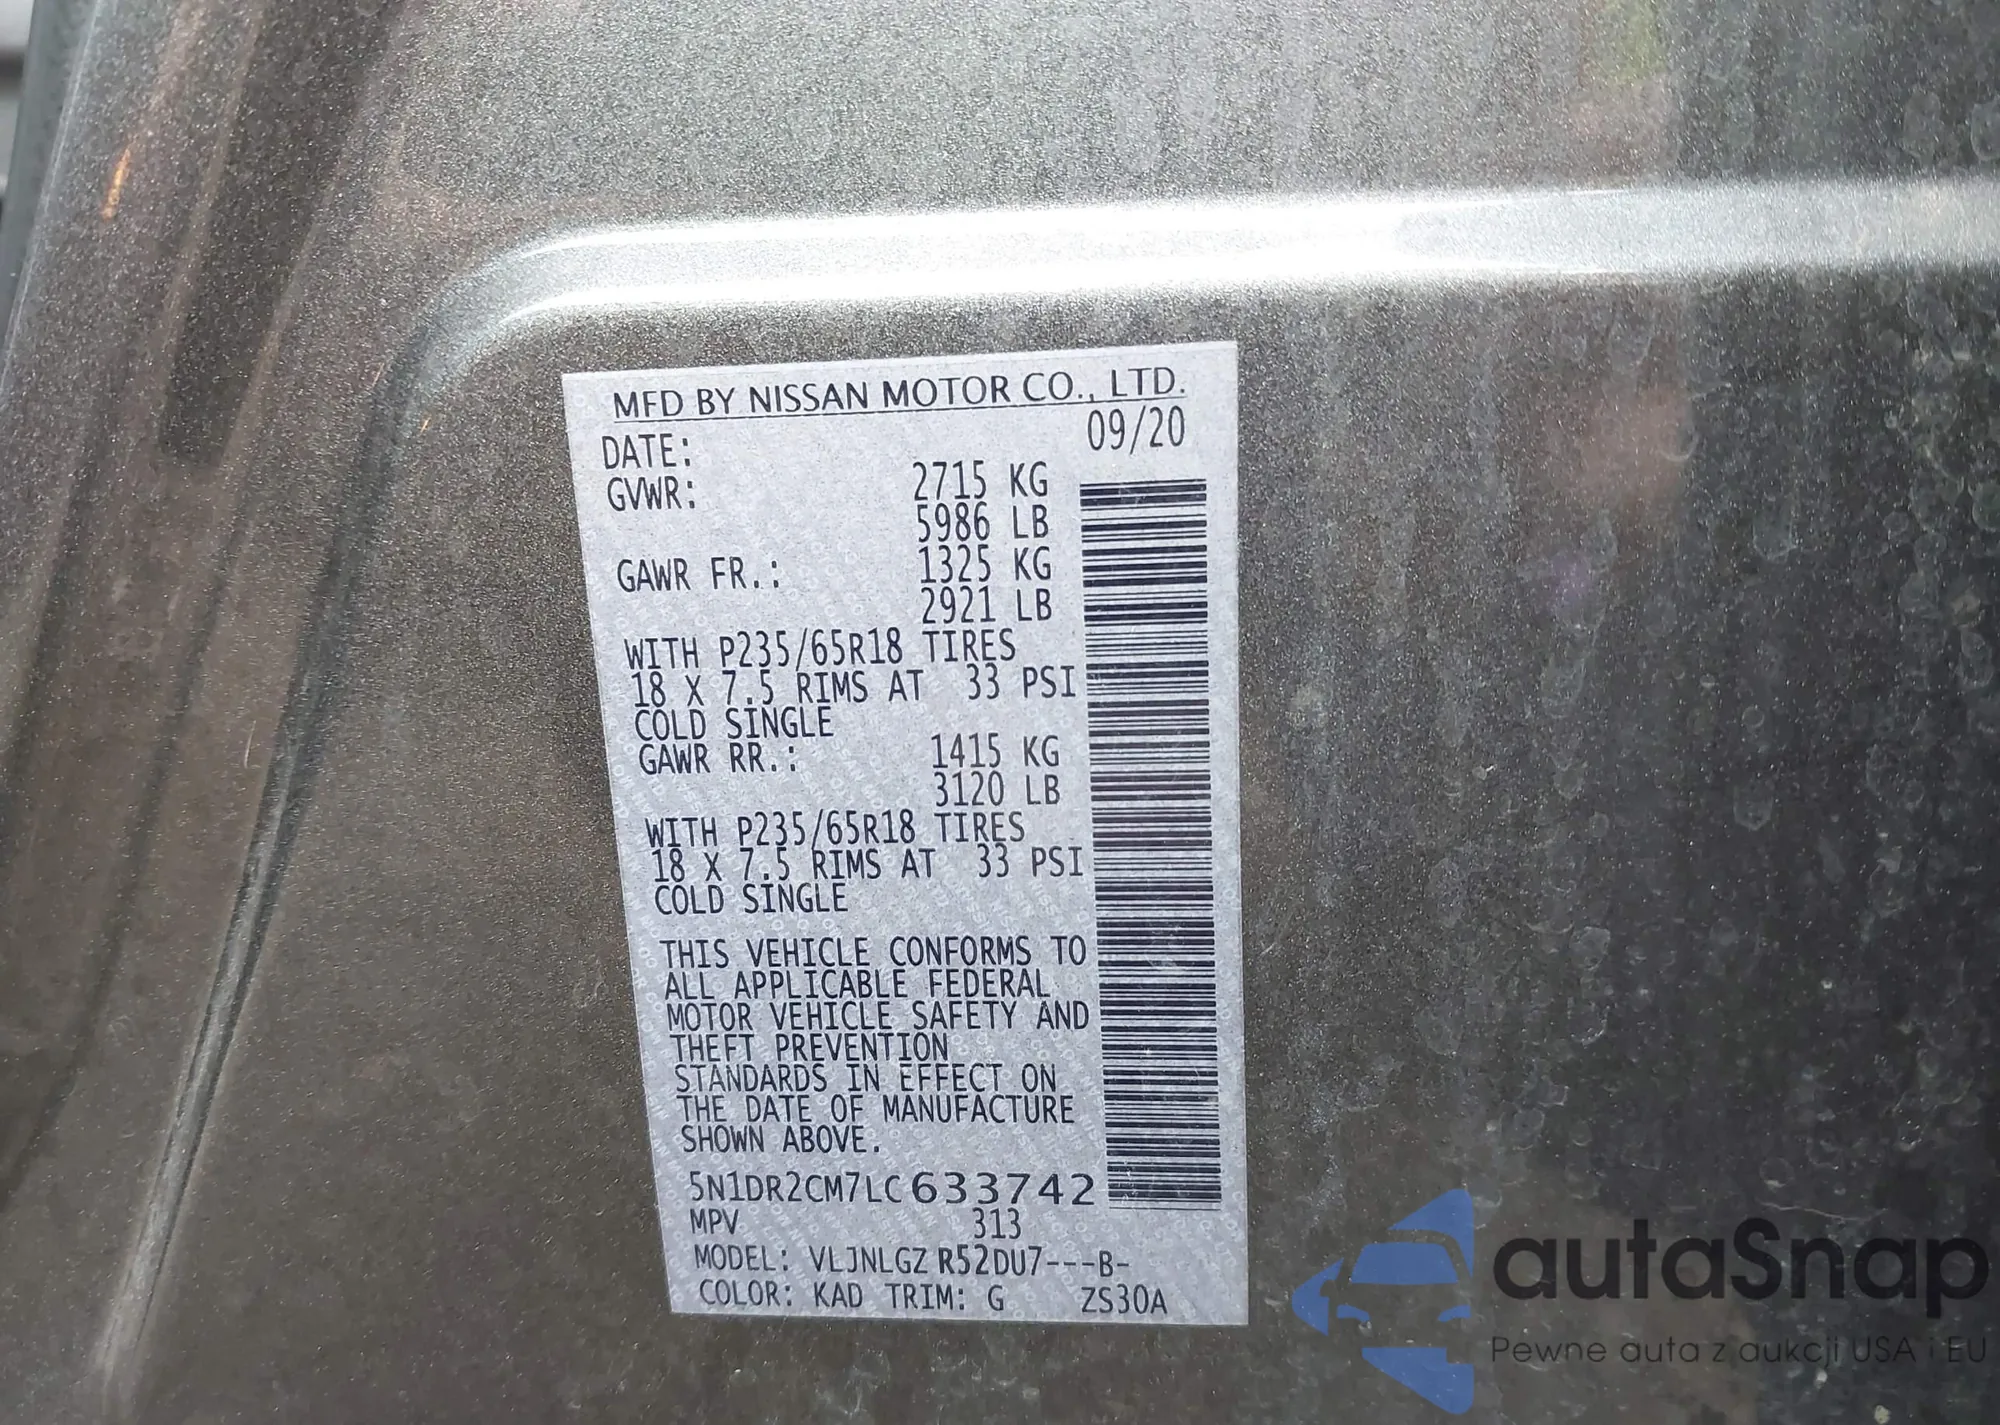 MFD BY NISSAN MOTOR CO., LTD.
DATE: 09/20
GVWR: 2715 KG
5986 LB
GAWR FR.: 1325 KG
2921 LB
WITH P235/65R18 TIRES
18 X 7.5 RIMS AT 33 PSI
COLD SINGLE
GAWR RR.: 1415 KG
3120 LB
WITH P235/65R18 TIRES
18 X 7.5 RIMS AT 33 PSI
COLD SINGLE
THIS VEHICLE CONFORMS TO
ALL APPLICABLE FEDERAL
MOTOR VEHICLE SAFETY AND
THEFT PREVENTION
STANDARDS IN EFFECT ON
THE DATE OF MANUFACTURE
SHOWN ABOVE.
5N1DR2CM7LC633742
MPV 313
MODEL: VLJNLGZ R52DU7---B-
COLOR: KAD TRIM: G ZS30A
autaSnap
Pewne auta z aukcji USA i EU